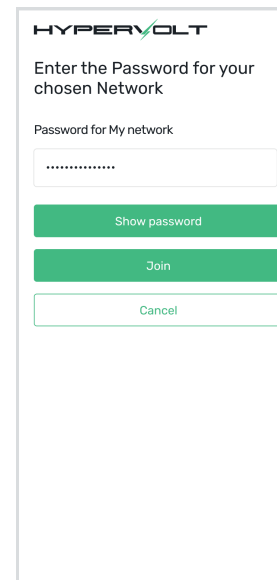 HYPERVOLT
Enter the Password for your
chosen Network
Password for My network
•••••••••••••••
Show password
Join
Cancel